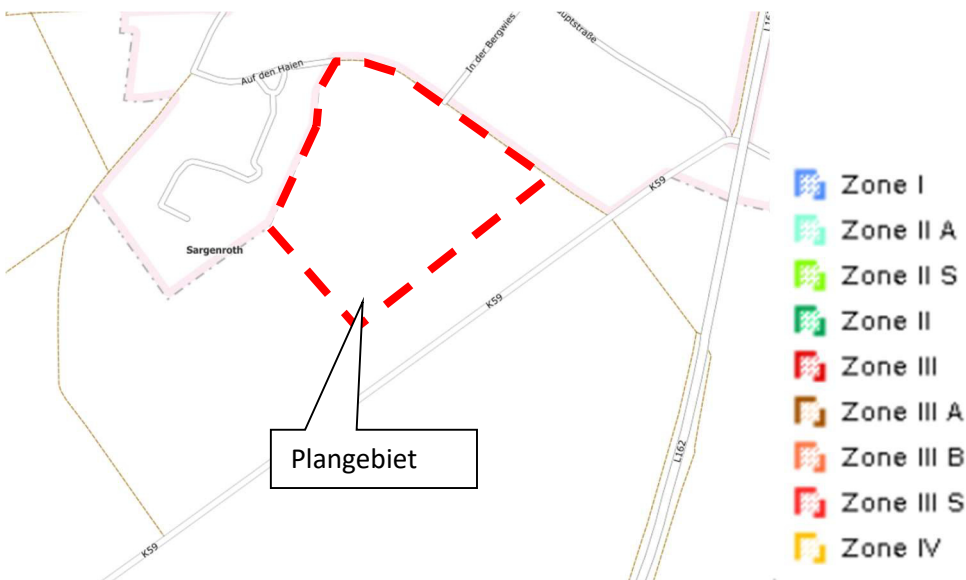 uptstraße
L162
In der Bergwies
Auf den Haien
K59
Sargenroth
K59
Plangebiet
L162
K59
Zone I
Zone II A
Zone II S
Zone II
Zone III
Zone III A
Zone III B
Zone III S
Zone IV